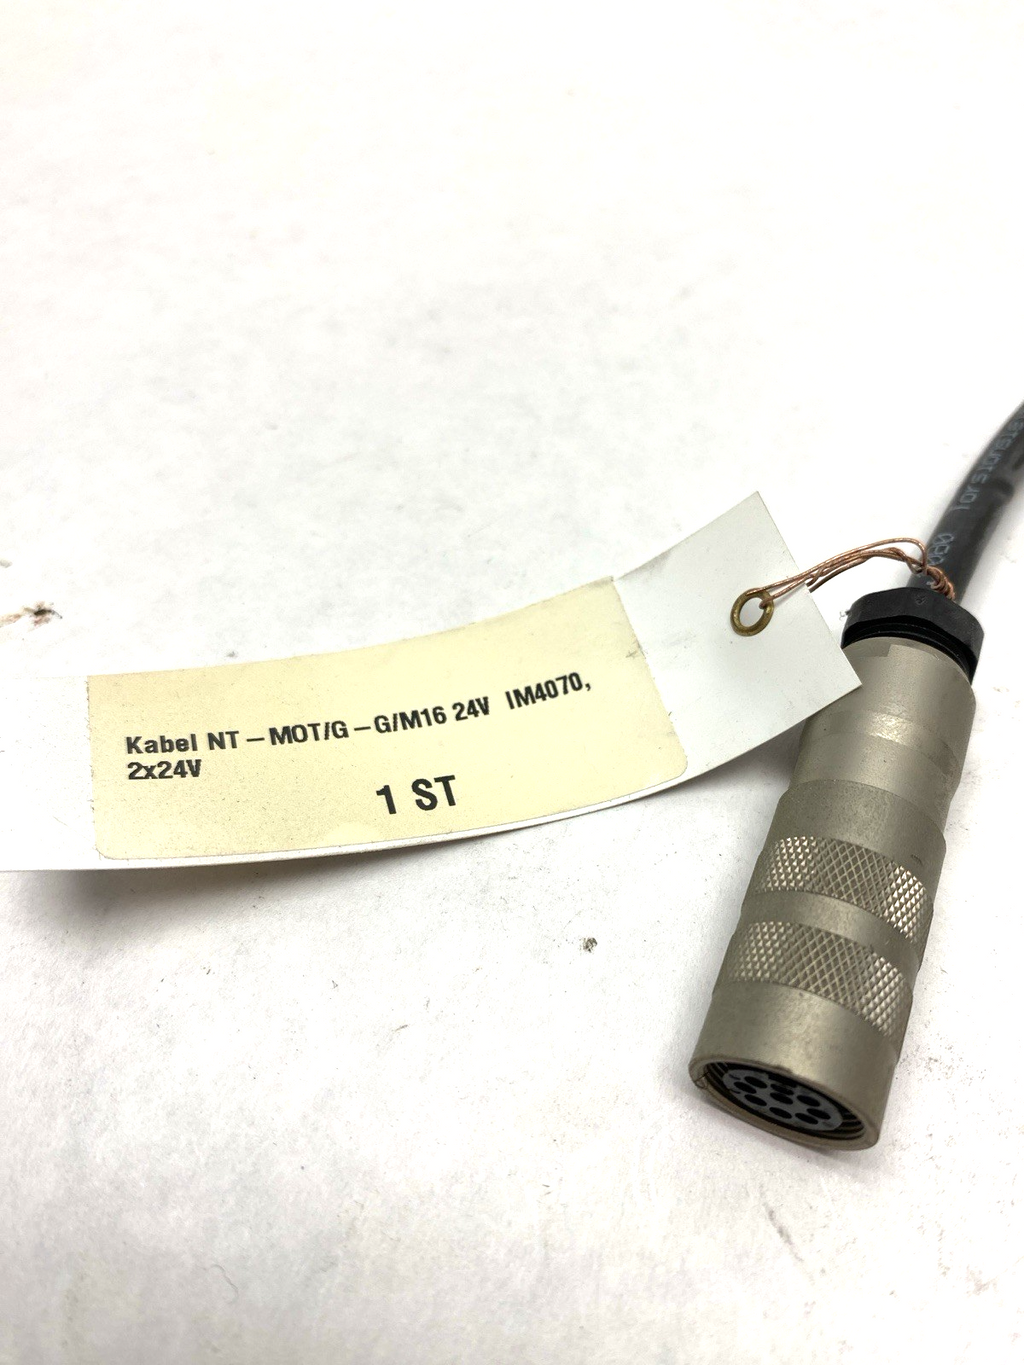 Kabel NT – MOT/G – G/M16 24V IM4070,
2x24V
1 ST